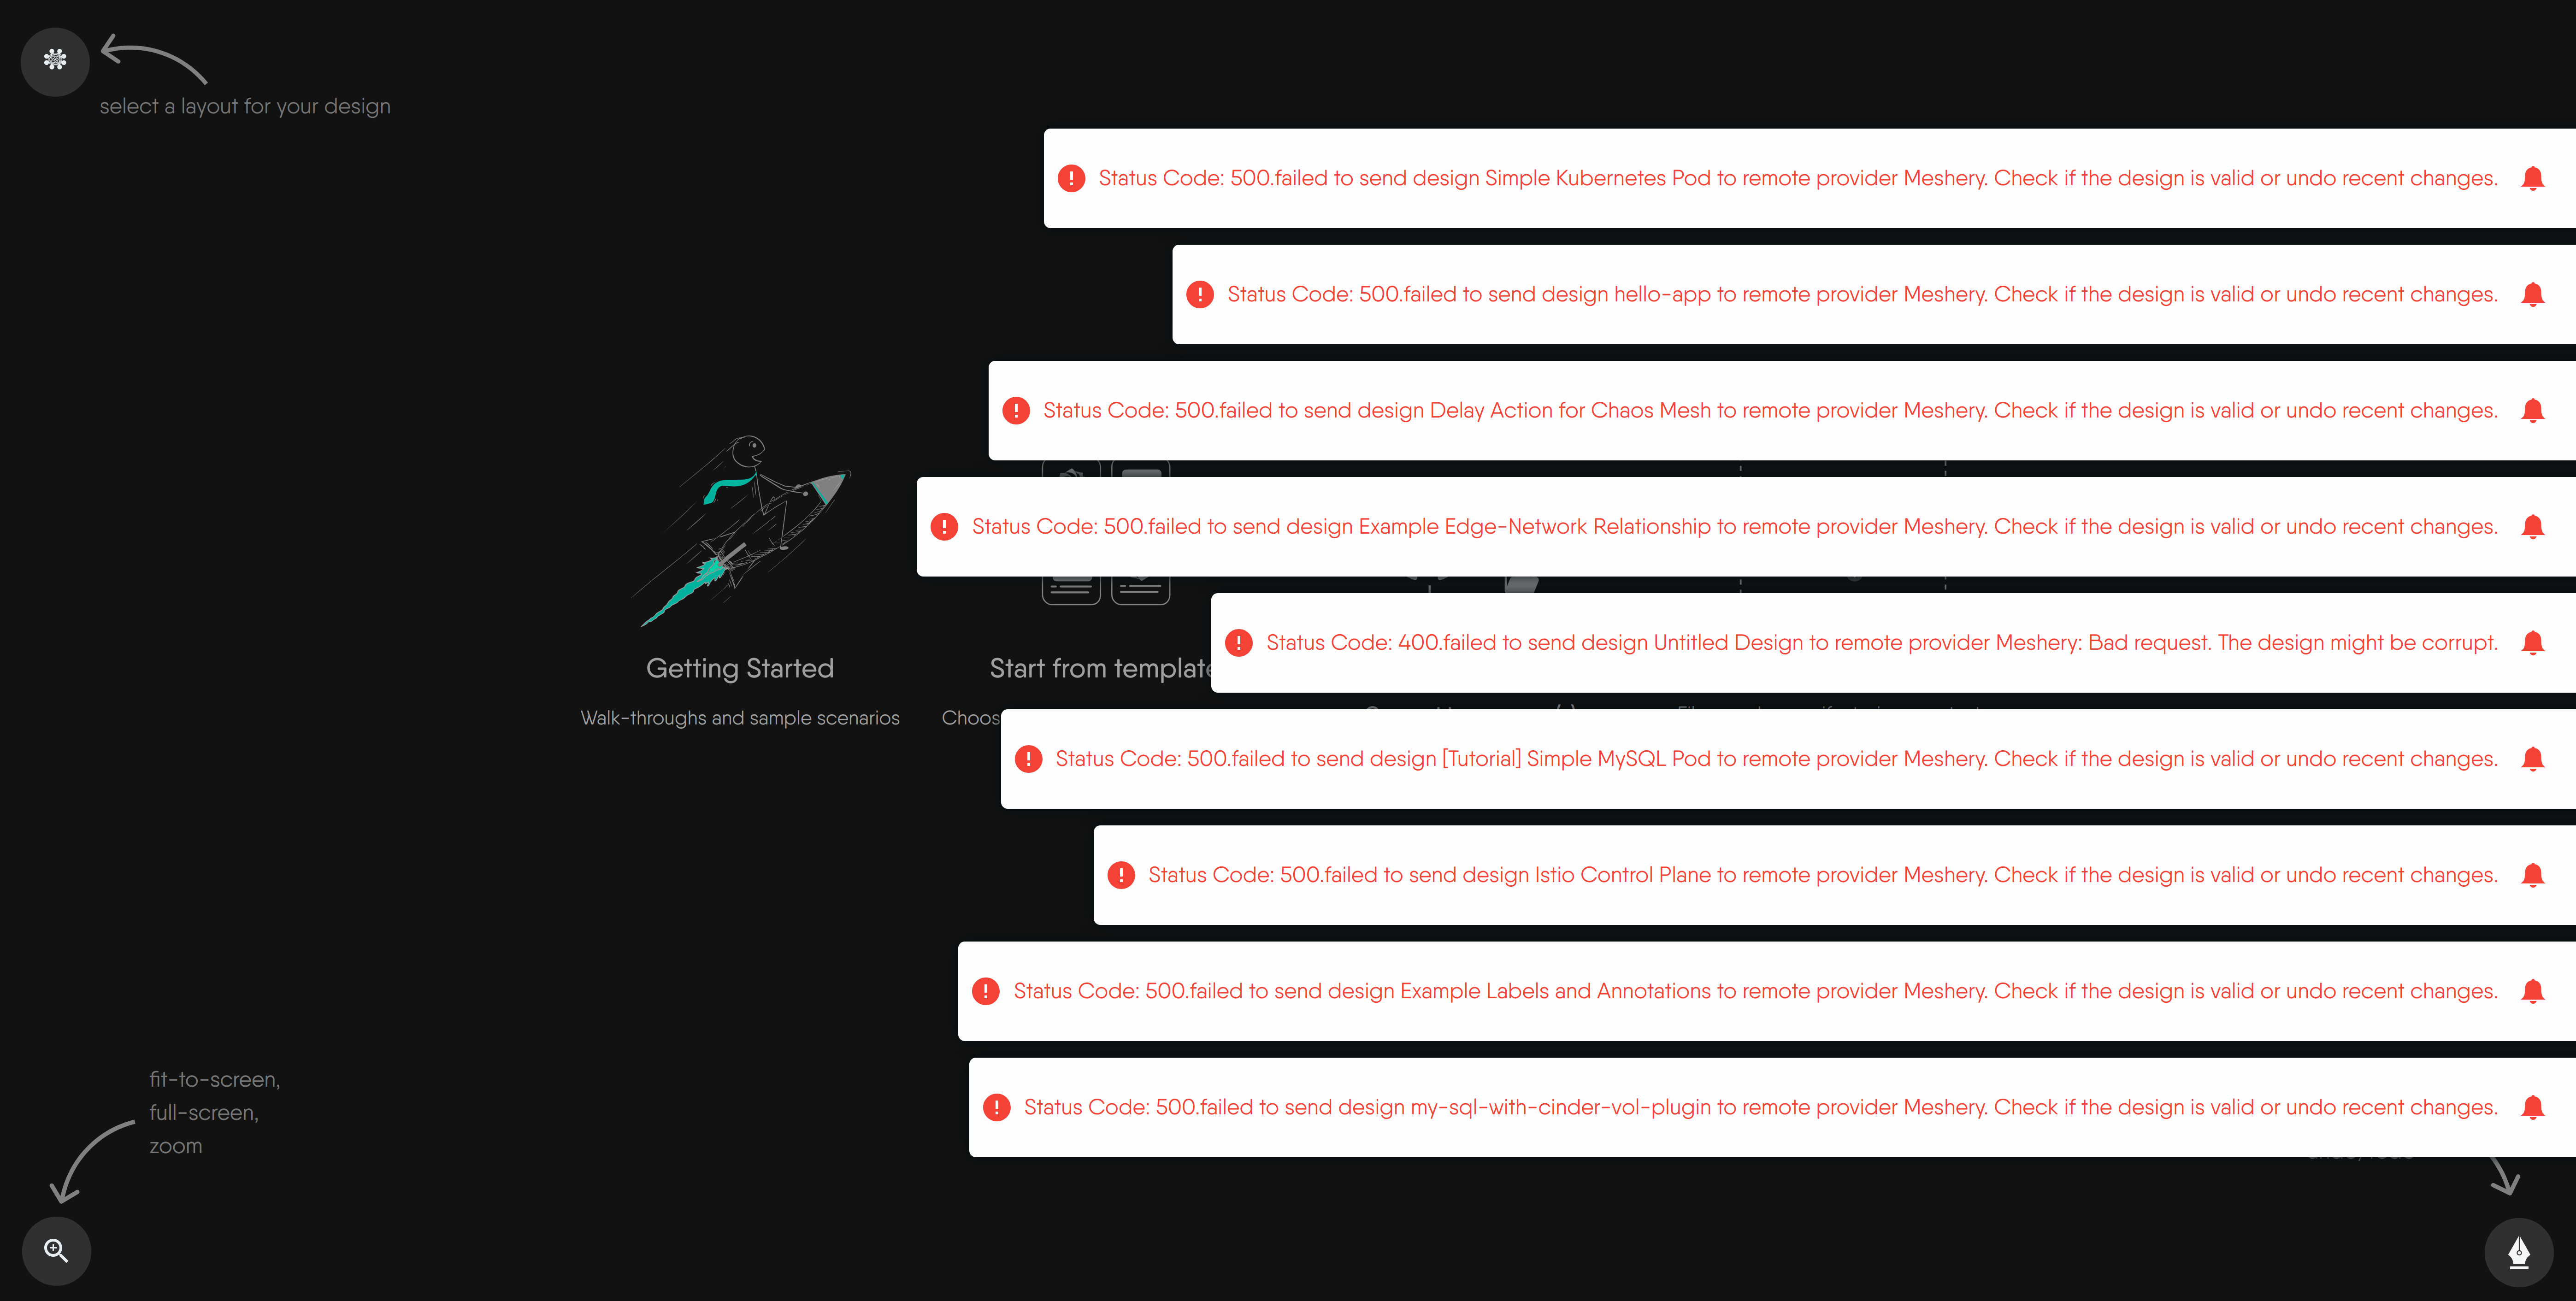 select a layout for your design
Status Code: 500.failed to send design Simple Kubernetes Pod to remote provider Meshery. Check if the design is valid or undo recent changes.
Status Code: 500.failed to send design hello-app to remote provider Meshery. Check if the design is valid or undo recent changes.
Status Code: 500.failed to send design Delay Action for Chaos Mesh to remote provider Meshery. Check if the design is valid or undo recent changes.
Status Code: 500.failed to send design Example Edge-Network Relationship to remote provider Meshery. Check if the design is valid or undo recent changes.
Status Code: 400.failed to send design Untitled Design to remote provider Meshery: Bad request. The design might be corrupt.
Getting Started
Start from template
Walk-throughs and sample scenarios
Choos
Status Code: 500.failed to send design [Tutorial] Simple MySQL Pod to remote provider Meshery. Check if the design is valid or undo recent changes.
Status Code: 500.failed to send design Istio Control Plane to remote provider Meshery. Check if the design is valid or undo recent changes.
Status Code: 500.failed to send design Example Labels and Annotations to remote provider Meshery. Check if the design is valid or undo recent changes.
Status Code: 500.failed to send design my-sql-with-cinder-vol-plugin to remote provider Meshery. Check if the design is valid or undo recent changes.
fit-to-screen,
full-screen,
zoom